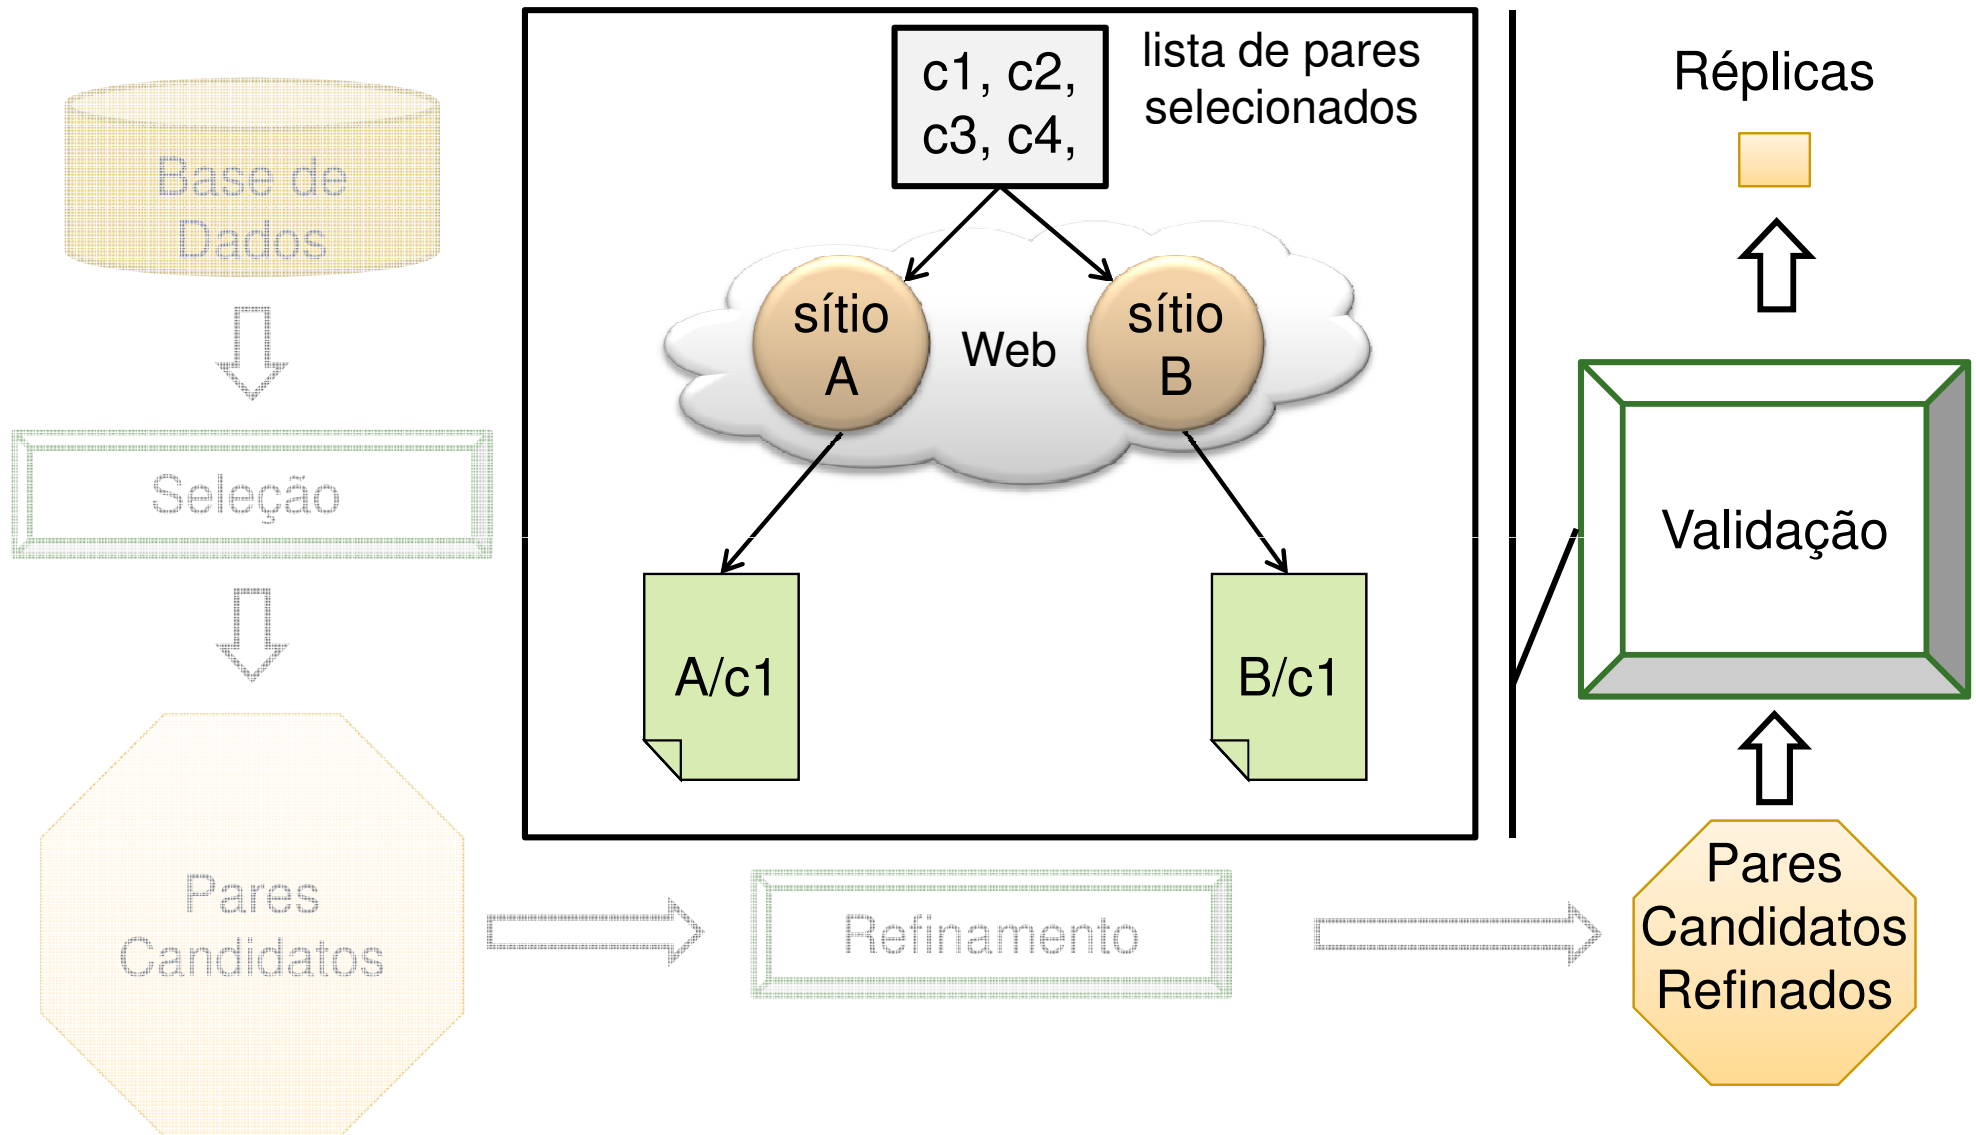 Base de
Dados
Seleção
Pares
Candidatos
Refinamento
c1, c2,
c3, c4,
lista de pares
selecionados
sítio
A
Web
sítio
B
A/c1
B/c1
Réplicas
Validação
Pares
Candidatos
Refinados